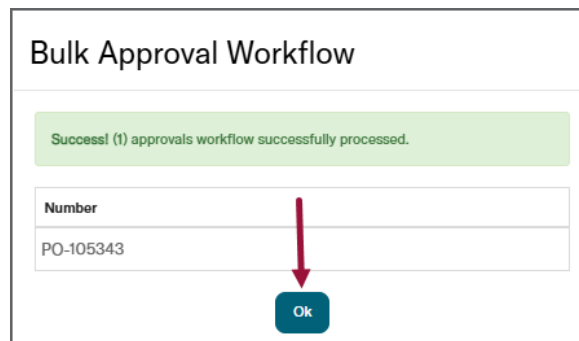 Bulk Approval Workflow
Success! (1) approvals workflow successfully processed.
Number
PO-105343
Ok